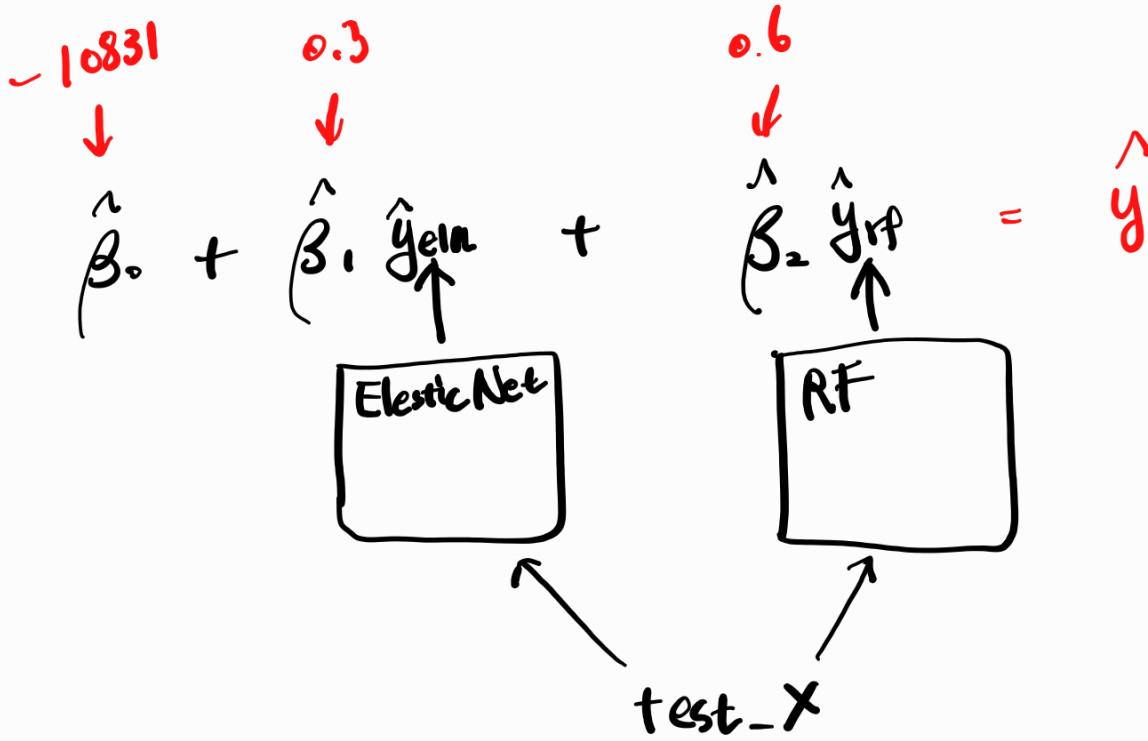 -10831 0.3 0.6
β̂₀ + β̂₁ ŷeln + β̂₂ ŷrf = ŷ
ElesticNet RF
test_X